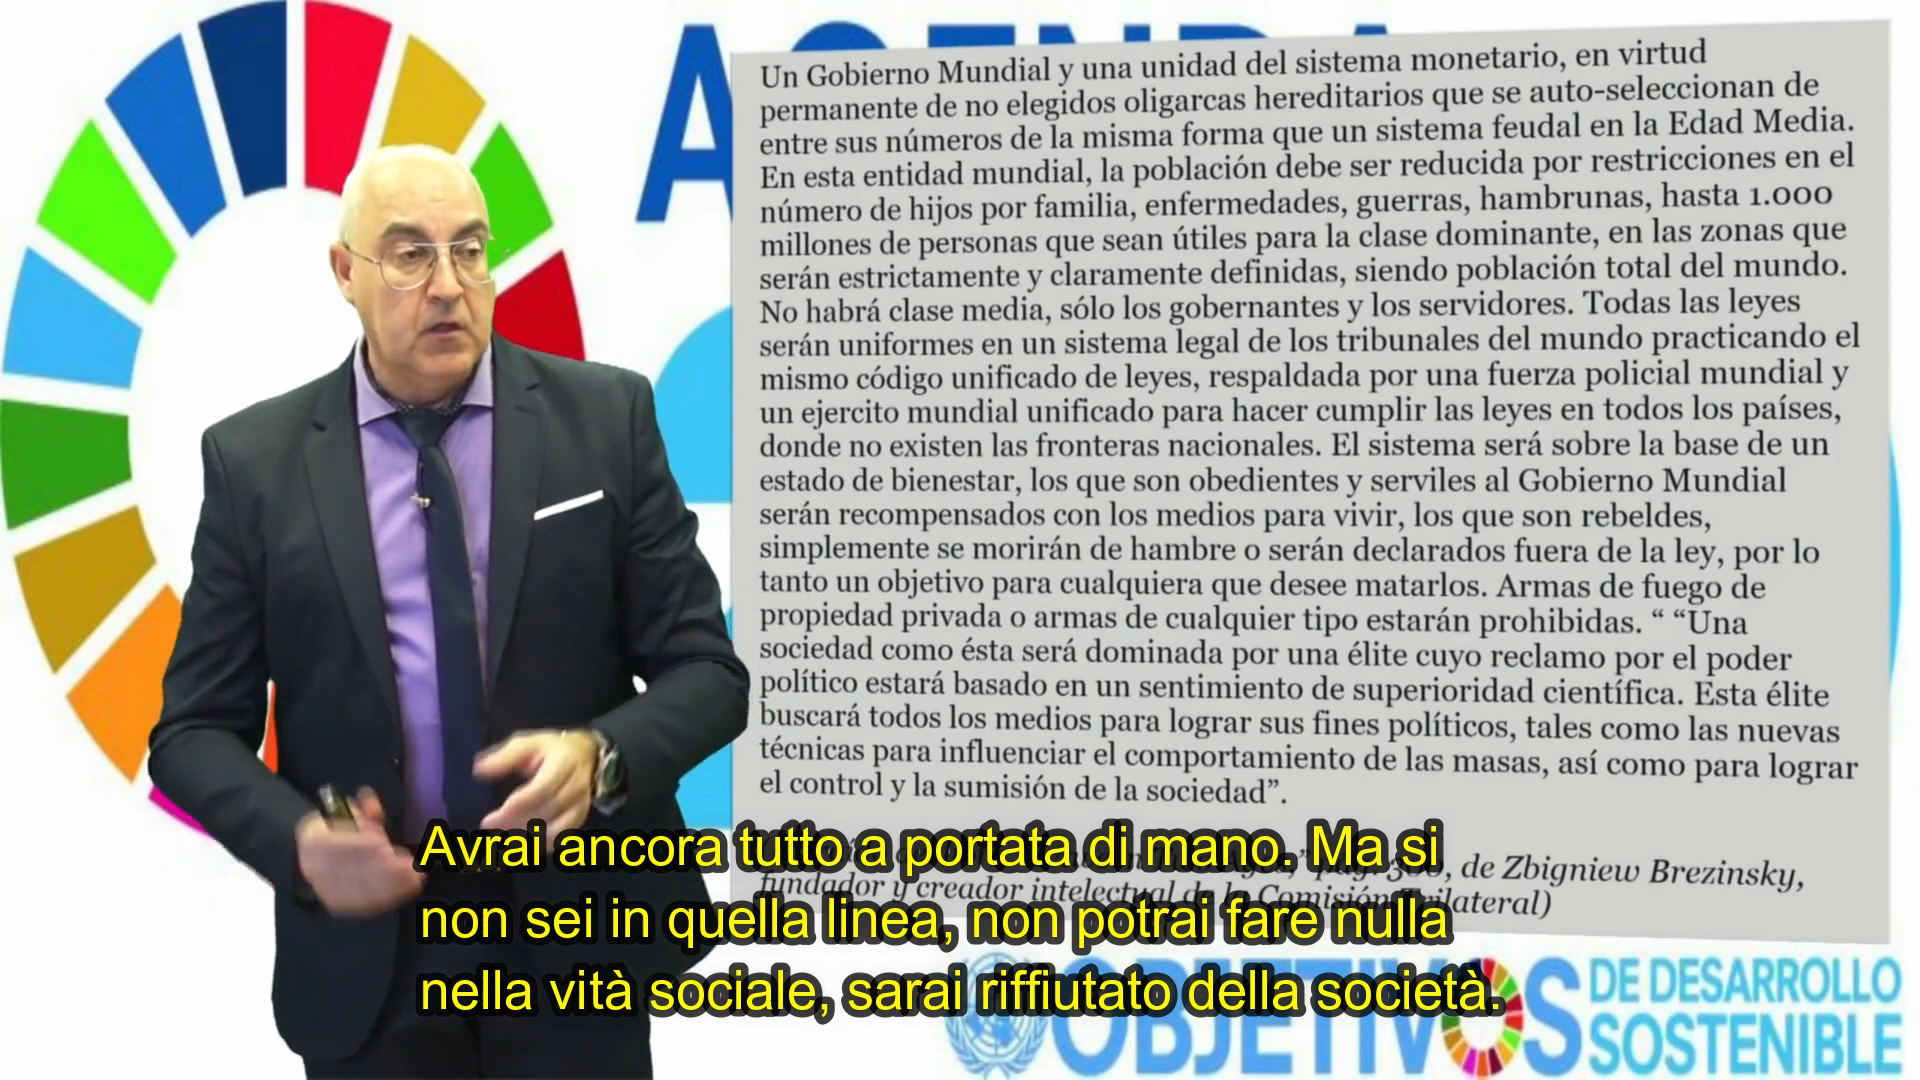 AGENDA
Un Gobierno Mundial y una unidad del sistema monetario, en virtud
permanente de no elegidos oligarcas hereditarios que se auto-seleccionan de
entre sus números de la misma forma que un sistema feudal en la Edad Media.
En esta entidad mundial, la población debe ser reducida por restricciones en el
número de hijos por familia, enfermedades, guerras, hambrunas, hasta 1.000
millones de personas que sean útiles para la clase dominante, en las zonas que
serán estrictamente y claramente definidas, siendo población total del mundo.
No habrá clase media, sólo los gobernantes y los servidores. Todas las leyes
serán uniformes en un sistema legal de los tribunales del mundo practicando el
mismo código unificado de leyes, respaldada por una fuerza policial mundial y
un ejercito mundial unificado para hacer cumplir las leyes en todos los países,
donde no existen las fronteras nacionales. El sistema será sobre la base de un
estado de bienestar, los que son obedientes y serviles al Gobierno Mundial
serán recompensados con los medios para vivir, los que son rebeldes,
simplemente se morirán de hambre o serán declarados fuera de la ley, por lo
tanto un objetivo para cualquiera que desee matarlos. Armas de fuego de
propiedad privada o armas de cualquier tipo estarán prohibidas. “ “Una
sociedad como ésta será dominada por una élite cuyo reclamo por el poder
político estará basado en un sentimiento de superioridad científica. Esta élite
buscará todos los medios para lograr sus fines políticos, tales como las nuevas
técnicas para influenciar el comportamiento de las masas, así como para lograr
el control y la sumisión de la sociedad”.
de Zbigniew Brezinsky,
fundador y creador intelectual de la Comisión Trilateral)
Avrai ancora tutto a portata di mano. Ma si
non sei in quella linea, non potrai fare nulla
nella vità sociale, sarai riffiutato della società.
OBJETIVOS
DE DESARROLLO
SOSTENIBLE